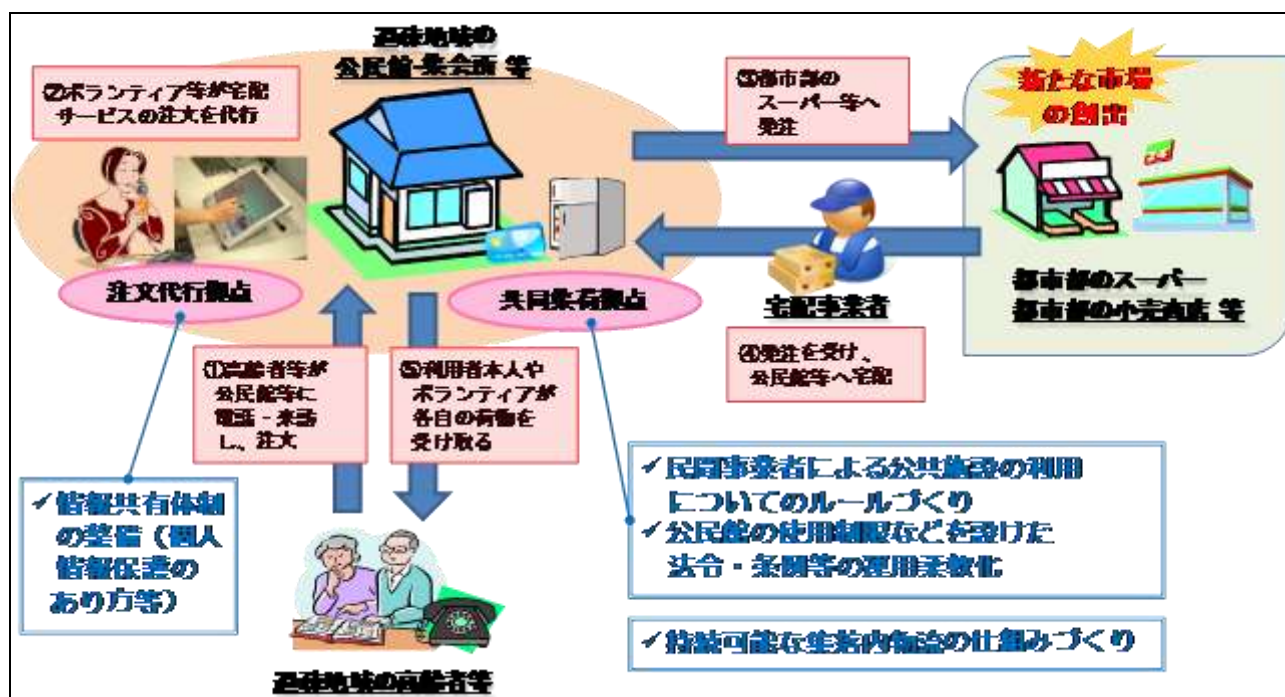 過疎地域の
公民館・集会所 等
②ボランティア等が宅配
サービスの注文を代行
③都市部の
スーパー等へ
発注
新たな市場
の創出
注文代行拠点
共同集荷拠点
宅配事業者
都市部のスーパー
都市部の小売商店 等
①高齢者等が
公民館等に
電話・来訪
し、注文
⑤利用者本人や
ボランティアが
各自の荷物を
受け取る
④発注を受け、
公民館等へ宅配
✓情報共有体制
の整備（個人
情報保護の
あり方等）
✓民間事業者による公共施設の利用
についてのルールづくり
✓公民館の使用制限などを設けた
法令・条例等の運用柔軟化
✓持続可能な集落内物流の仕組みづくり
過疎地域の高齢者等